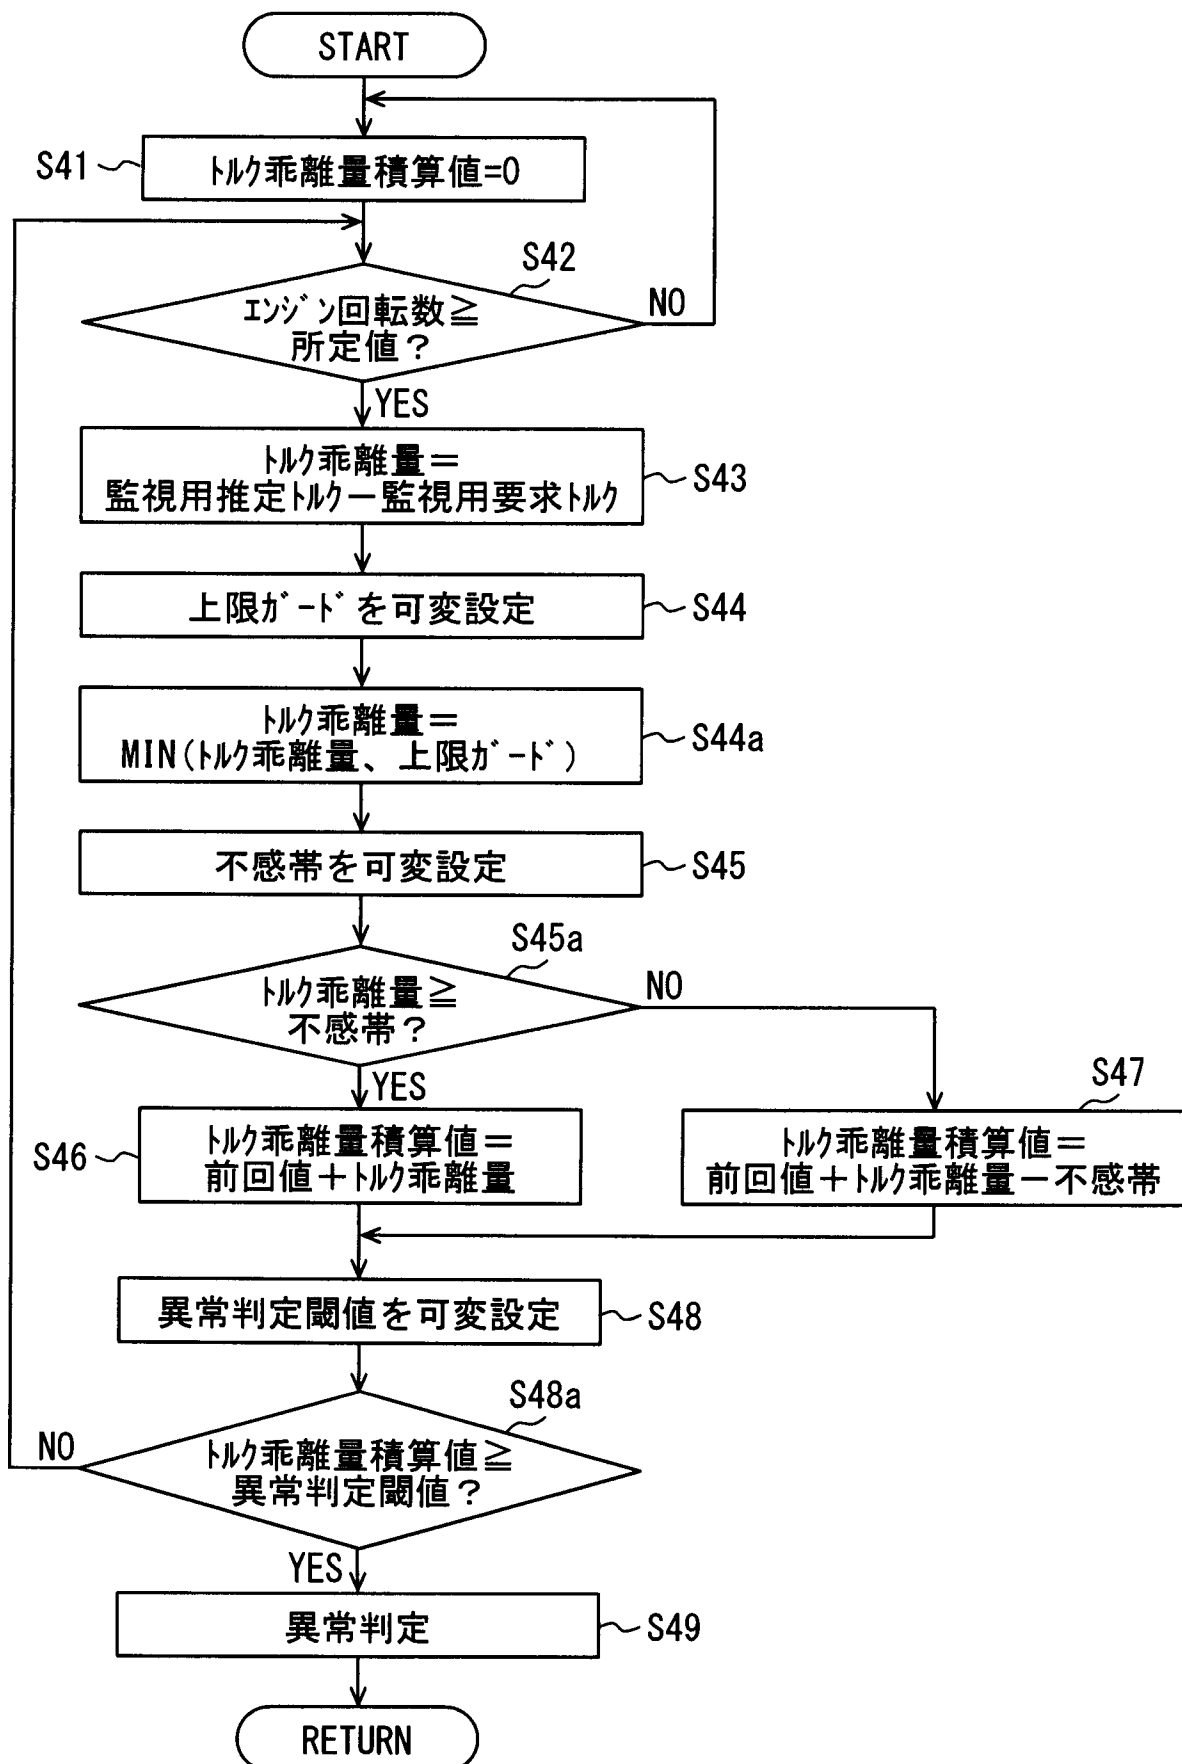 START
S41
ﾄﾙｸ乖離量積算値=0
S42
ｴﾝｼﾞﾝ回転数≧
所定値?
NO
YES
ﾄﾙｸ乖離量＝
監視用推定ﾄﾙｸ－監視用要求ﾄﾙｸ
S43
上限ｶﾞｰﾄﾞを可変設定
S44
ﾄﾙｸ乖離量＝
MIN(ﾄﾙｸ乖離量、上限ｶﾞｰﾄﾞ)
S44a
不感帯を可変設定
S45
S45a
ﾄﾙｸ乖離量≧
不感帯?
NO
YES
S46
ﾄﾙｸ乖離量積算値＝
前回値＋ﾄﾙｸ乖離量
S47
ﾄﾙｸ乖離量積算値＝
前回値＋ﾄﾙｸ乖離量－不感帯
異常判定閾値を可変設定
S48
S48a
NO
ﾄﾙｸ乖離量積算値≧
異常判定閾値?
YES
異常判定
S49
RETURN